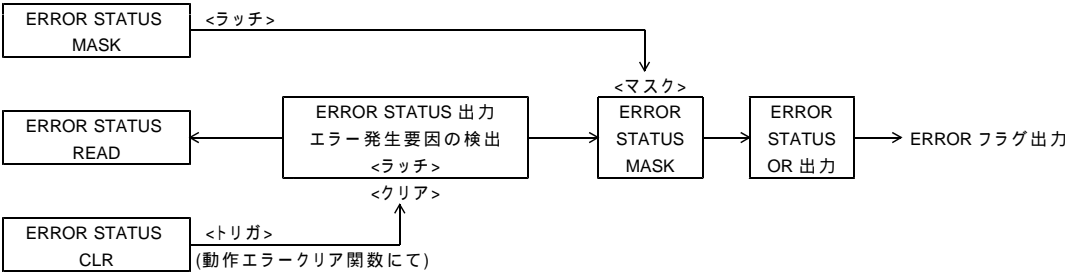 ERROR STATUS
MASK
<ラッチ>
<マスク>
ERROR STATUS
READ
ERROR STATUS 出力
エラー発生要因の検出
<ラッチ>
<クリア>
ERROR
STATUS
MASK
ERROR
STATUS
OR 出力
ERROR フラグ出力
ERROR STATUS
CLR
<トリガ>
(動作エラークリア関数にて)